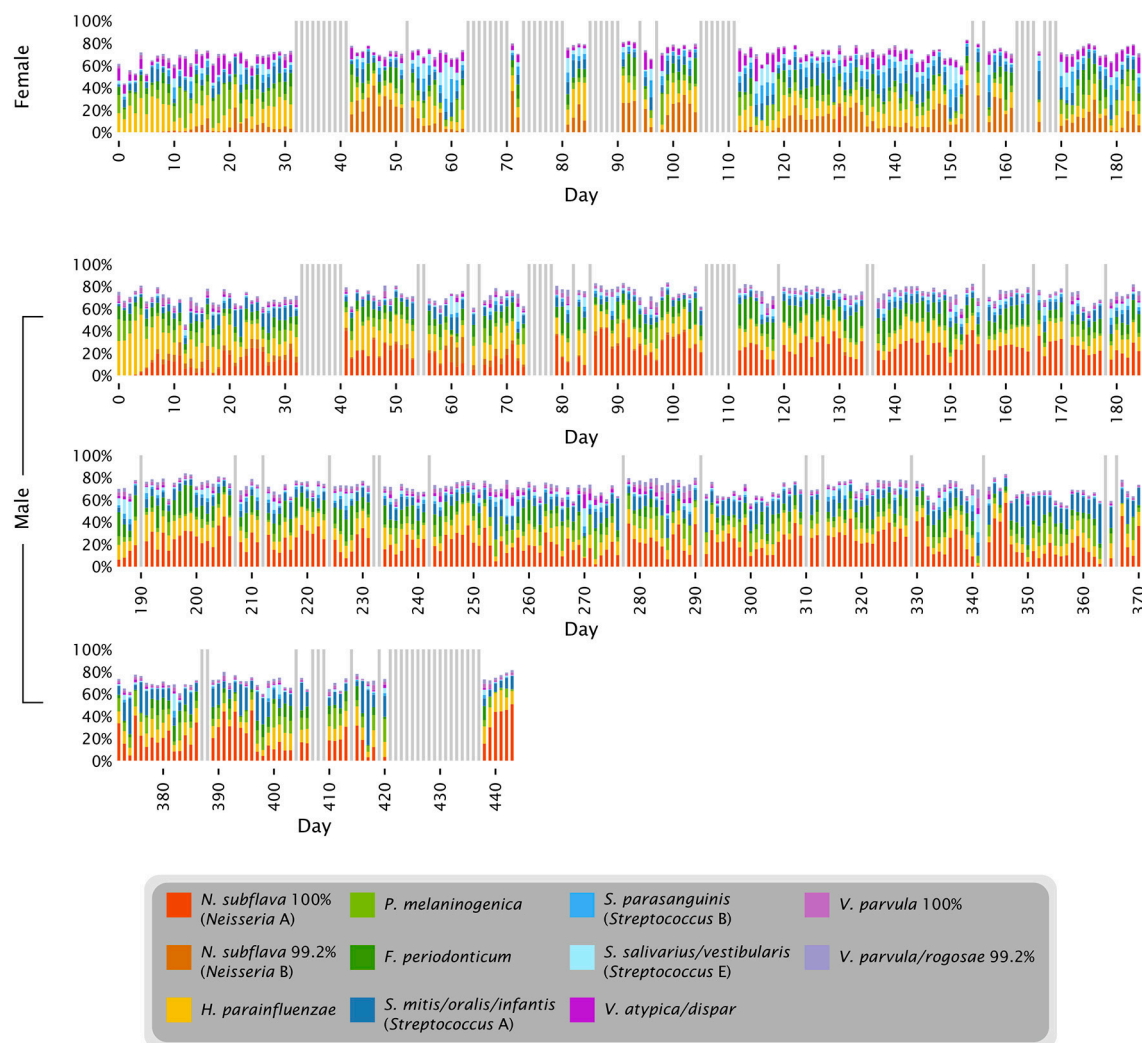 100%
80%
60%
40%
20%
0%
Female
0 10 20 30 40 50 60 70 80 90 100 110 120 130 140 150 160 170 180
Day
100%
80%
60%
40%
20%
0%
0 10 20 30 40 50 60 70 80 90 100 110 120 130 140 150 160 170 180
Day
Male
100%
80%
60%
40%
20%
0%
190 200 210 220 230 240 250 260 270 280 290 300 310 320 330 340 350 360 370
Day
100%
80%
60%
40%
20%
0%
380 390 400 410 420 430 440
Day
N. subflava 100%
(Neisseria A)
N. subflava 99.2%
(Neisseria B)
H. parainfluenzae
P. melaninogenica
F. periodonticum
S. mitis/oralis/infantis
(Streptococcus A)
S. parasanguinis
(Streptococcus B)
S. salivarius/vestibularis
(Streptococcus E)
V. atypica/dispar
V. parvula 100%
V. parvula/rogosae 99.2%